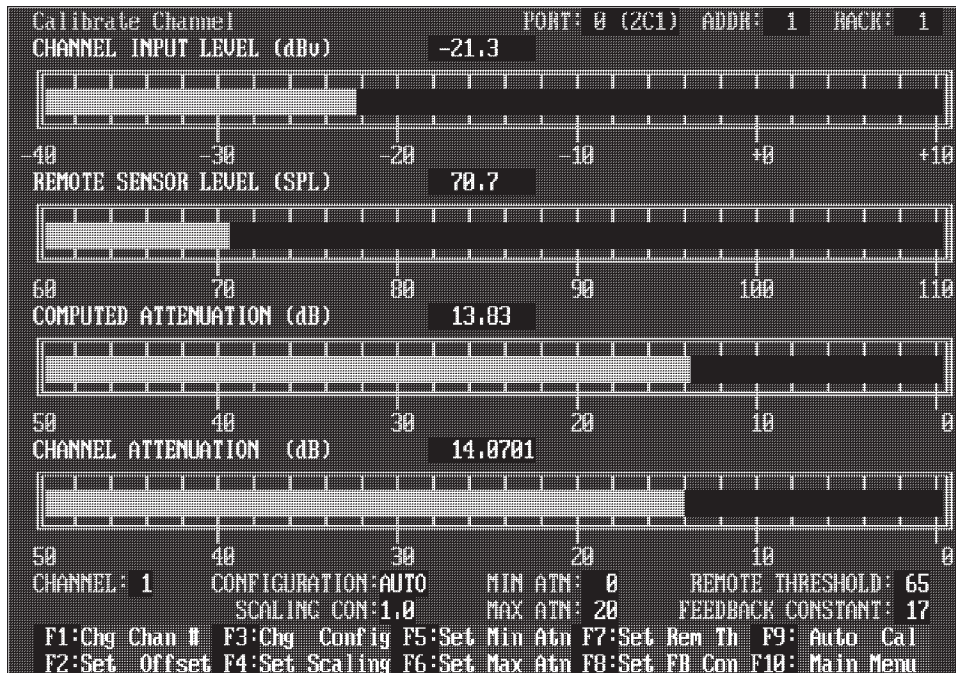 Calibrate Channel PORT: 0 (2C1) ADDR: 1 RACK: 1
CHANNEL INPUT LEVEL (dBv) -21.3
-40 -30 -20 -10 +0 +10
REMOTE SENSOR LEVEL (SPL) 70.7
60 70 80 90 100 110
COMPUTED ATTENUATION (dB) 13.83
50 40 30 20 10 0
CHANNEL ATTENUATION (dB) 14.0701
50 40 30 20 10 0
CHANNEL: 1 CONFIGURATION:AUTO MIN ATN: 0 REMOTE THRESHOLD: 65
SCALING CON:1.0 MAX ATN: 20 FEEDBACK CONSTANT: 17
F1:Chg Chan # F3:Chg Config F5:Set Min Atn F7:Set Rem Th F9: Auto Cal
F2:Set Offset F4:Set Scaling F6:Set Max Atn F8:Set FB Con F10: Main Menu